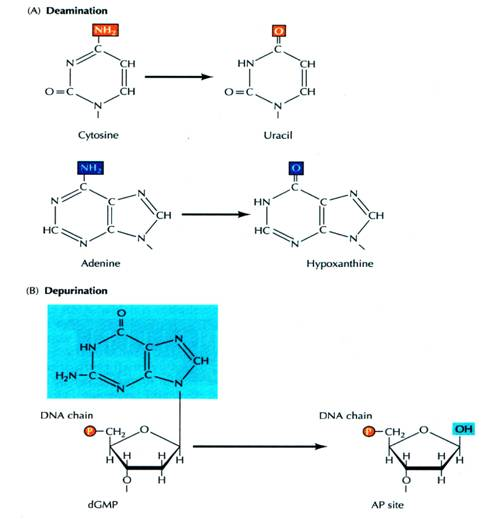 (A) Deamination
NH₂
O
N
C
CH
HN
C
CH
O=C
CH
O=C
CH
N
N
Cytosine
Uracil
NH₂
O
C
N
C
N
N
C
HN
C
CH
CH
HC
C
HC
C
N
N
N
N
Adenine
Hypoxanthine
(B) Depurination
O
C
N
HN
C
CH
H₂N–C
C
N
N
DNA chain
DNA chain
P–CH₂
O
P–CH₂
O
OH
H
H
H
H
H
H
H
H
O
H
O
H
dGMP
AP site